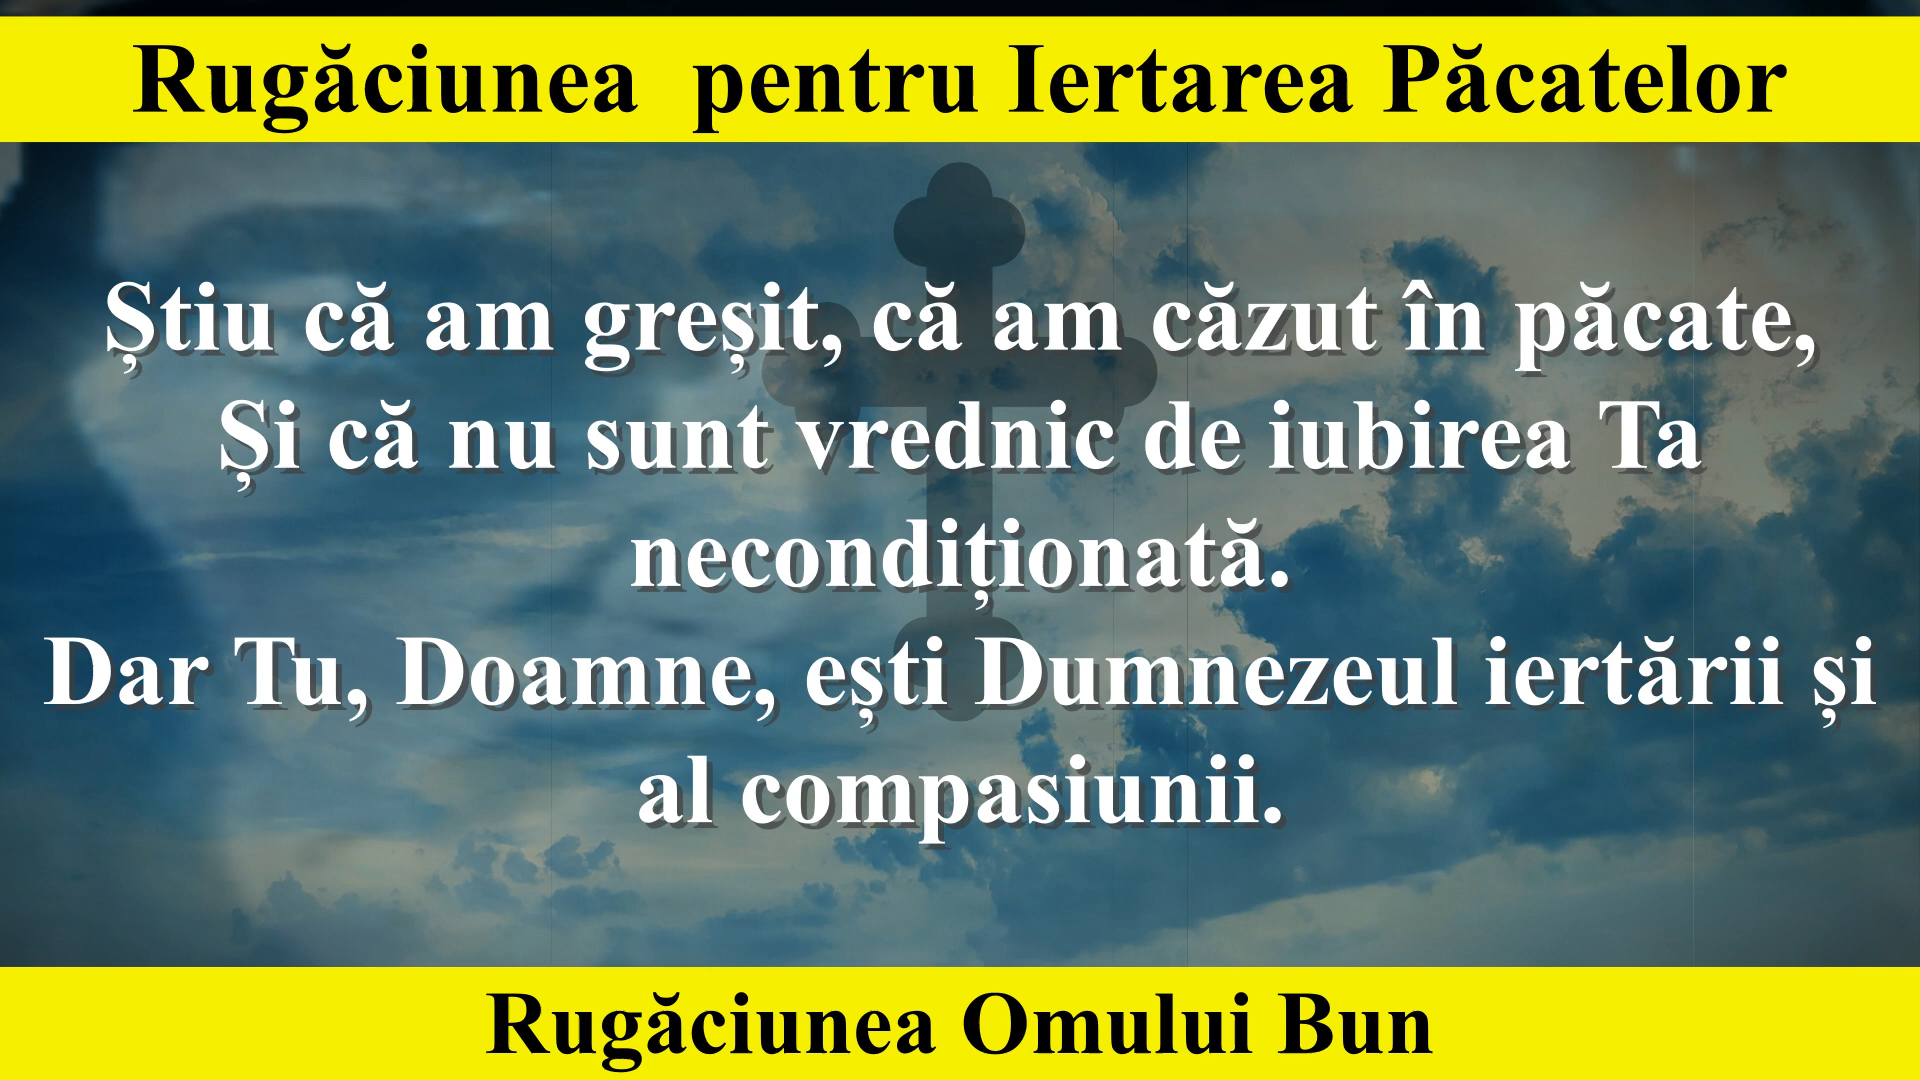 Rugăciunea pentru Iertarea Păcatelor
Știu că am greșit, că am căzut în păcate,
Și că nu sunt vrednic de iubirea Ta
necondiționată.
Dar Tu, Doamne, ești Dumnezeul iertării și
al compasiunii.
Rugăciunea Omului Bun